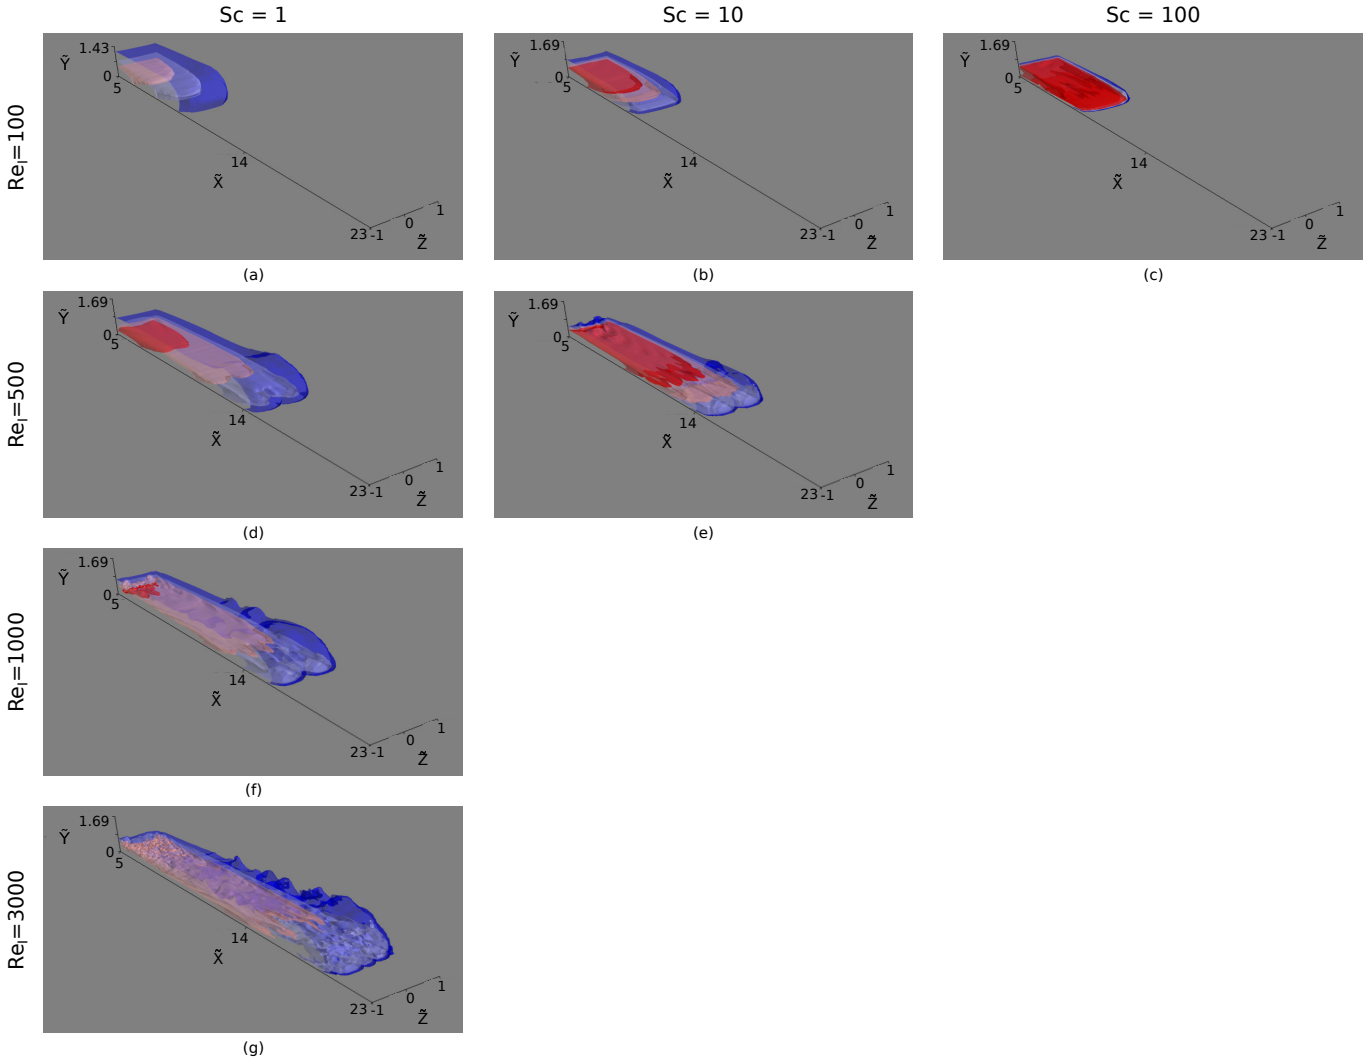 Sc = 1
Sc = 10
Sc = 100
Re_l=100
1.43
Ỹ
0
5
14
X̃
23 -1
0
1
Z̃
(a)
1.69
Ỹ
0
5
14
X̃
23 -1
0
1
Z̃
(b)
1.69
Ỹ
0
5
14
X̃
23 -1
0
1
Z̃
(c)
Re_l=500
1.69
Ỹ
0
5
14
X̃
23 -1
0
1
Z̃
(d)
1.69
Ỹ
0
5
14
X̃
23 -1
0
1
Z̃
(e)
Re_l=1000
1.69
Ỹ
0
5
14
X̃
23 -1
0
1
Z̃
(f)
Re_l=3000
1.69
Ỹ
0
5
14
X̃
23 -1
0
1
Z̃
(g)